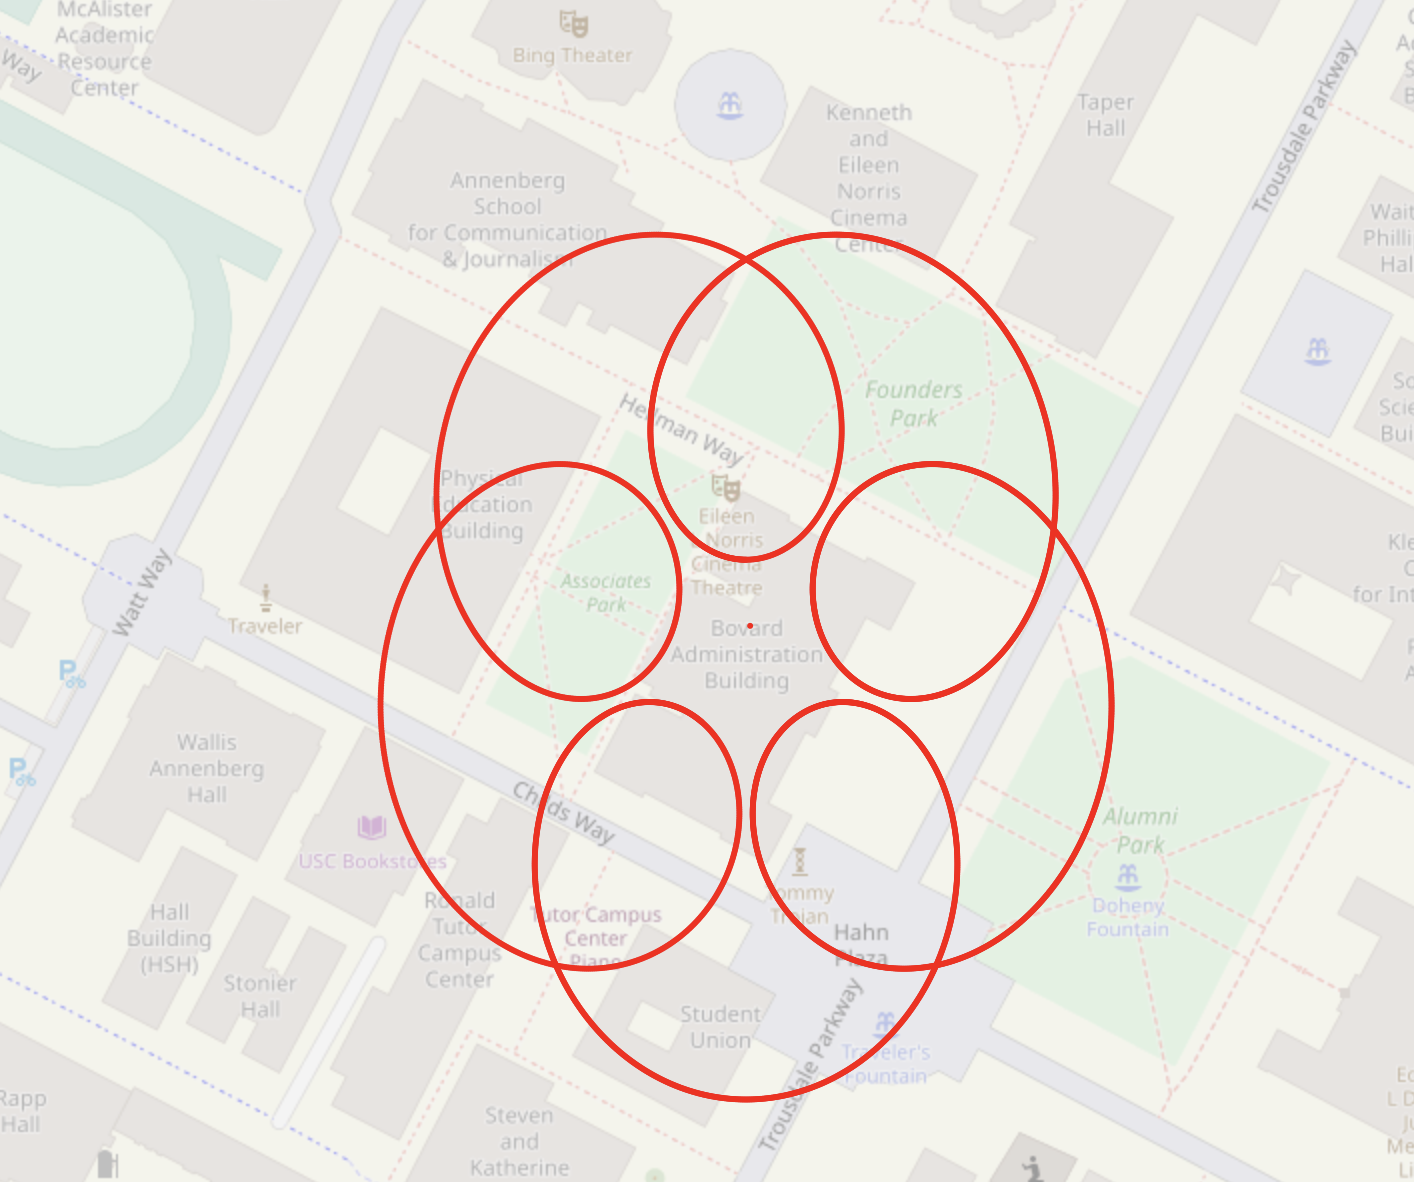 McAlister
Academic
Resource
Center
Way
Bing Theater
Kenneth
and
Eileen
Norris
Cinema
Center
Taper
Hall
Trousdale Parkway
Annenberg
School
for Communication
& Journalism
Founders
Park
Hellman Way
Physical
Education
Building
Eileen
Norris
Cinema
Theatre
Associates
Park
Watt Way
Traveler
Bovard
Administration
Building
P
Wallis
Annenberg
Hall
P
Childs Way
USC Bookstores
Alumni
Park
Doheny
Fountain
Hall
Building
(HSH)
Ronald
Tutor
Campus
Center
Tutor Campus
Center
Piano
Tommy
Trojan
Hahn
Plaza
Stonier
Hall
Student
Union
Trousdale Parkway
Traveler's
Fountain
Rapp
Hall
Steven
and
Katherine